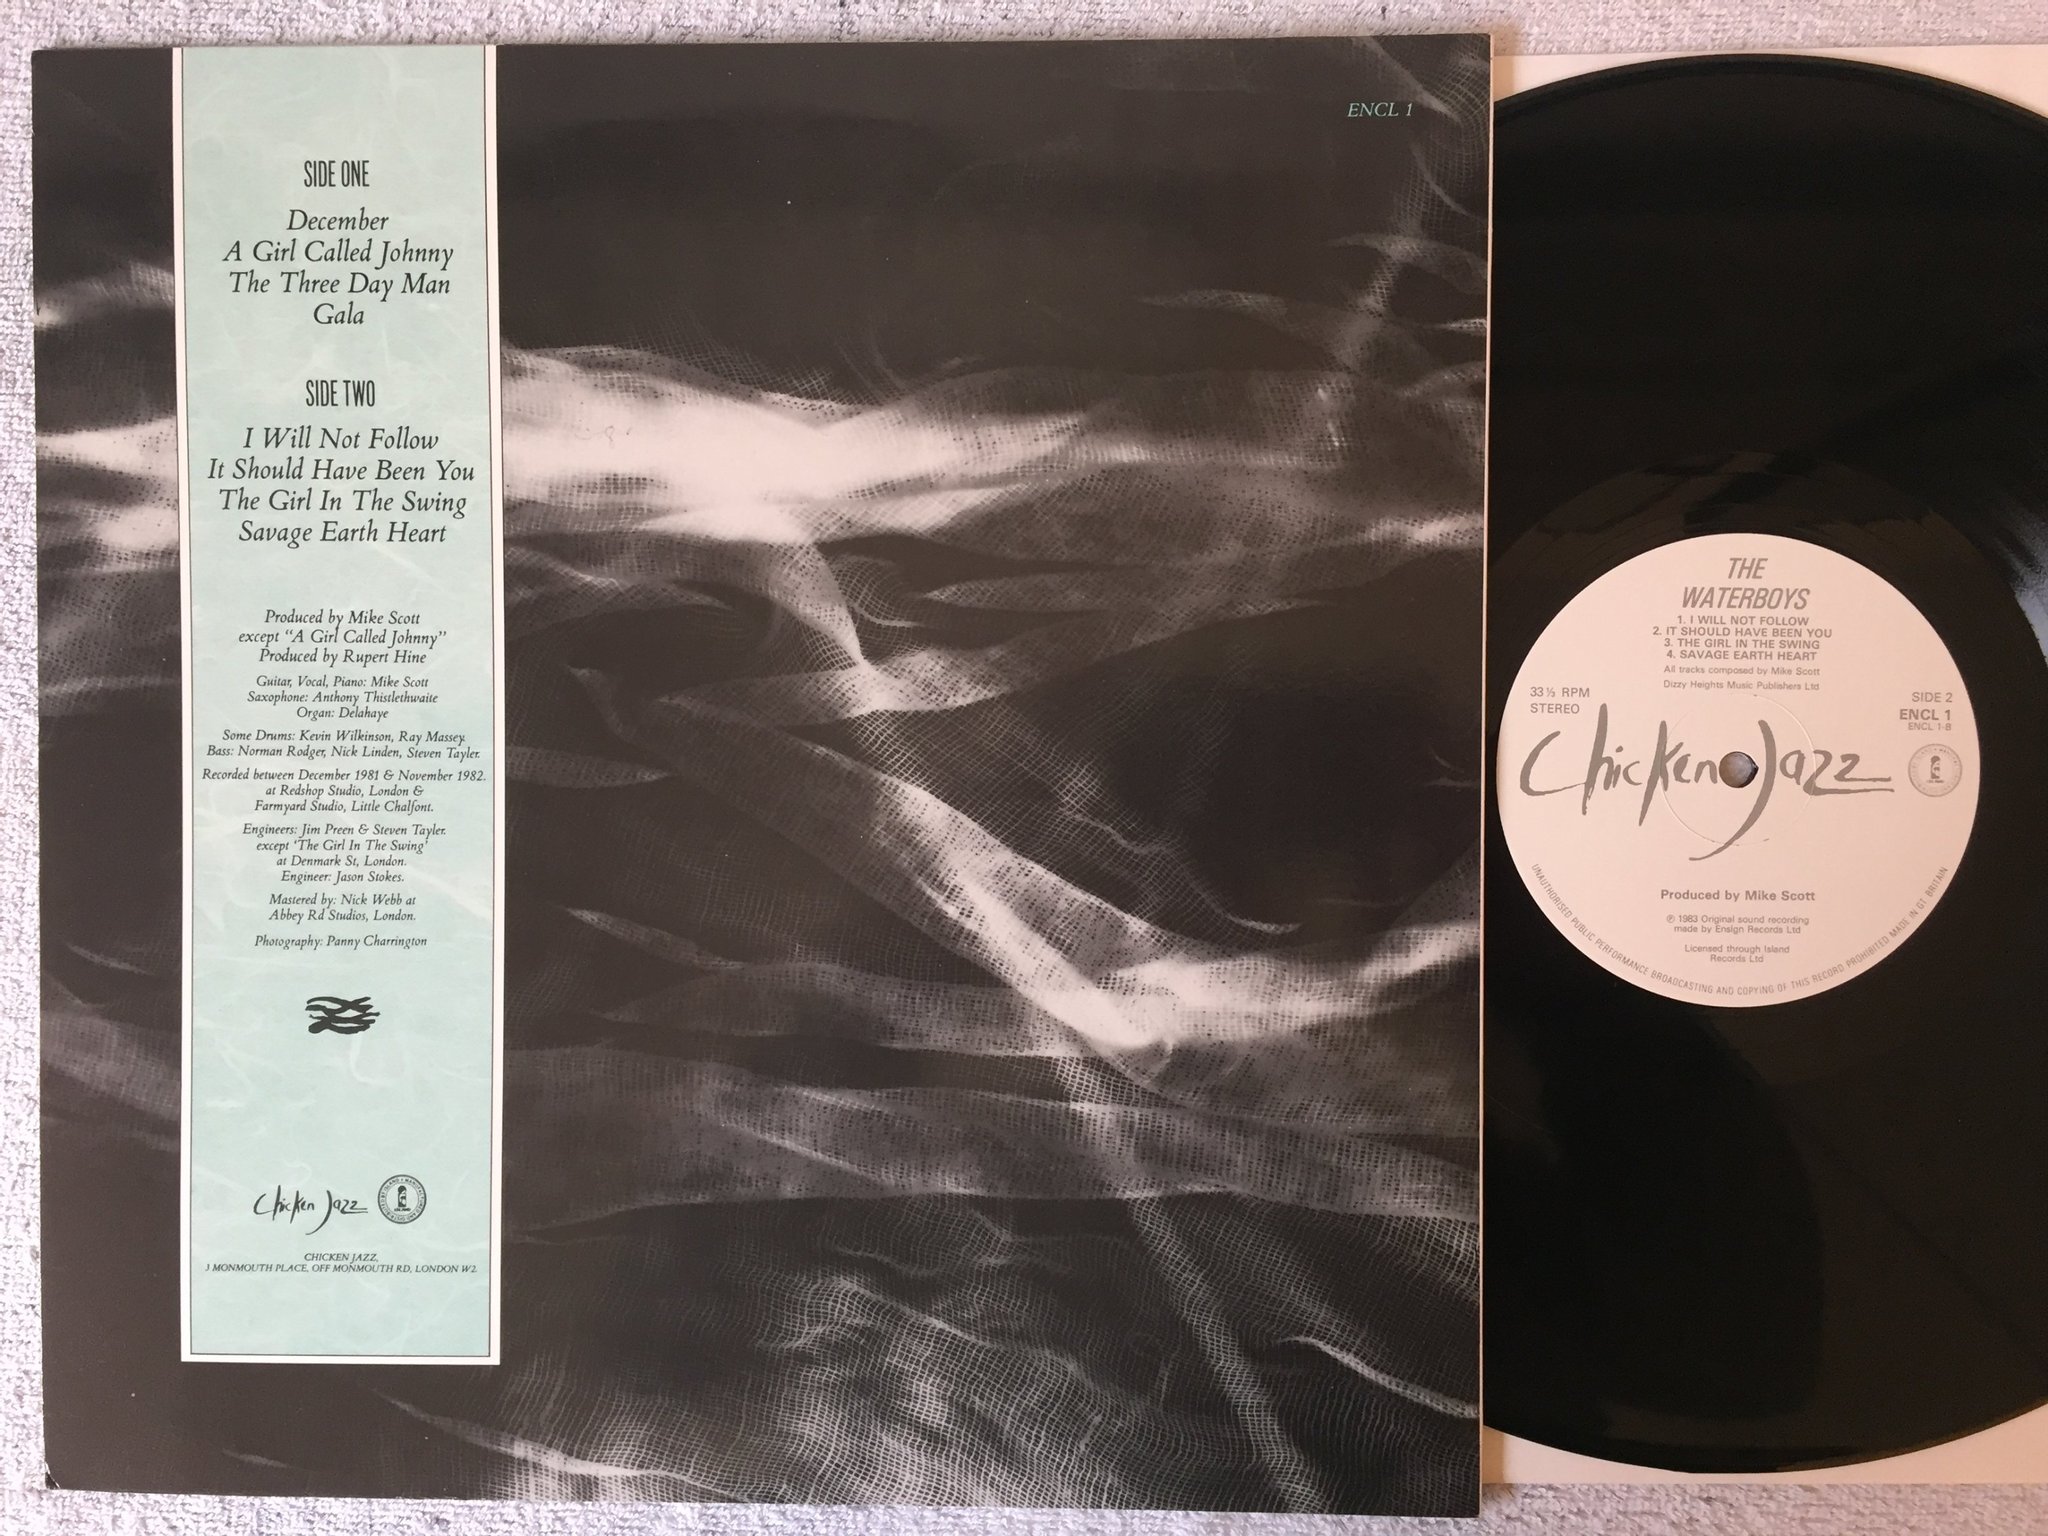 SIDE ONE
December
A Girl Called Johnny
The Three Day Man
Gala
SIDE TWO
I Will Not Follow
It Should Have Been You
The Girl In The Swing
Savage Earth Heart
Produced by Mike Scott
except "A Girl Called Johnny"
Produced by Rupert Hine
Guitar, Vocal, Piano: Mike Scott
Saxophone: Anthony Thistlethwaite
Organ: Delahaye
Some Drums: Kevin Wilkinson, Ray Massey.
Bass: Norman Rodger, Nick Linden, Steven Tayler.
Recorded between December 1981 & November 1982.
at Redshop Studio, London &
Farmyard Studio, Little Chalfont.
Engineers: Jim Preen & Steven Tayler.
except 'The Girl In The Swing'
at Denmark St, London.
Engineer: Jason Stokes.
Mastered by: Nick Webb at
Abbey Rd Studios, London.
Photography: Panny Charrington
Chicken Jazz
CHICKEN JAZZ,
3 MONMOUTH PLACE, OFF MONMOUTH RD, LONDON W2.
ENCL 1
THE
WATERBOYS
1. I WILL NOT FOLLOW
2. IT SHOULD HAVE BEEN YOU
3. THE GIRL IN THE SWING
4. SAVAGE EARTH HEART
All tracks composed by Mike Scott
Dizzy Heights Music Publishers Ltd
33⅓ RPM
STEREO
SIDE 2
ENCL 1
ENCL 1-B
Chicken Jazz
Produced by Mike Scott
℗ 1983 Original sound recording
made by Ensign Records Ltd
Licensed through Island
Records Ltd
UNAUTHORISED PUBLIC PERFORMANCE BROADCASTING AND COPYING OF THIS RECORD PROHIBITED MADE IN GT BRITAIN